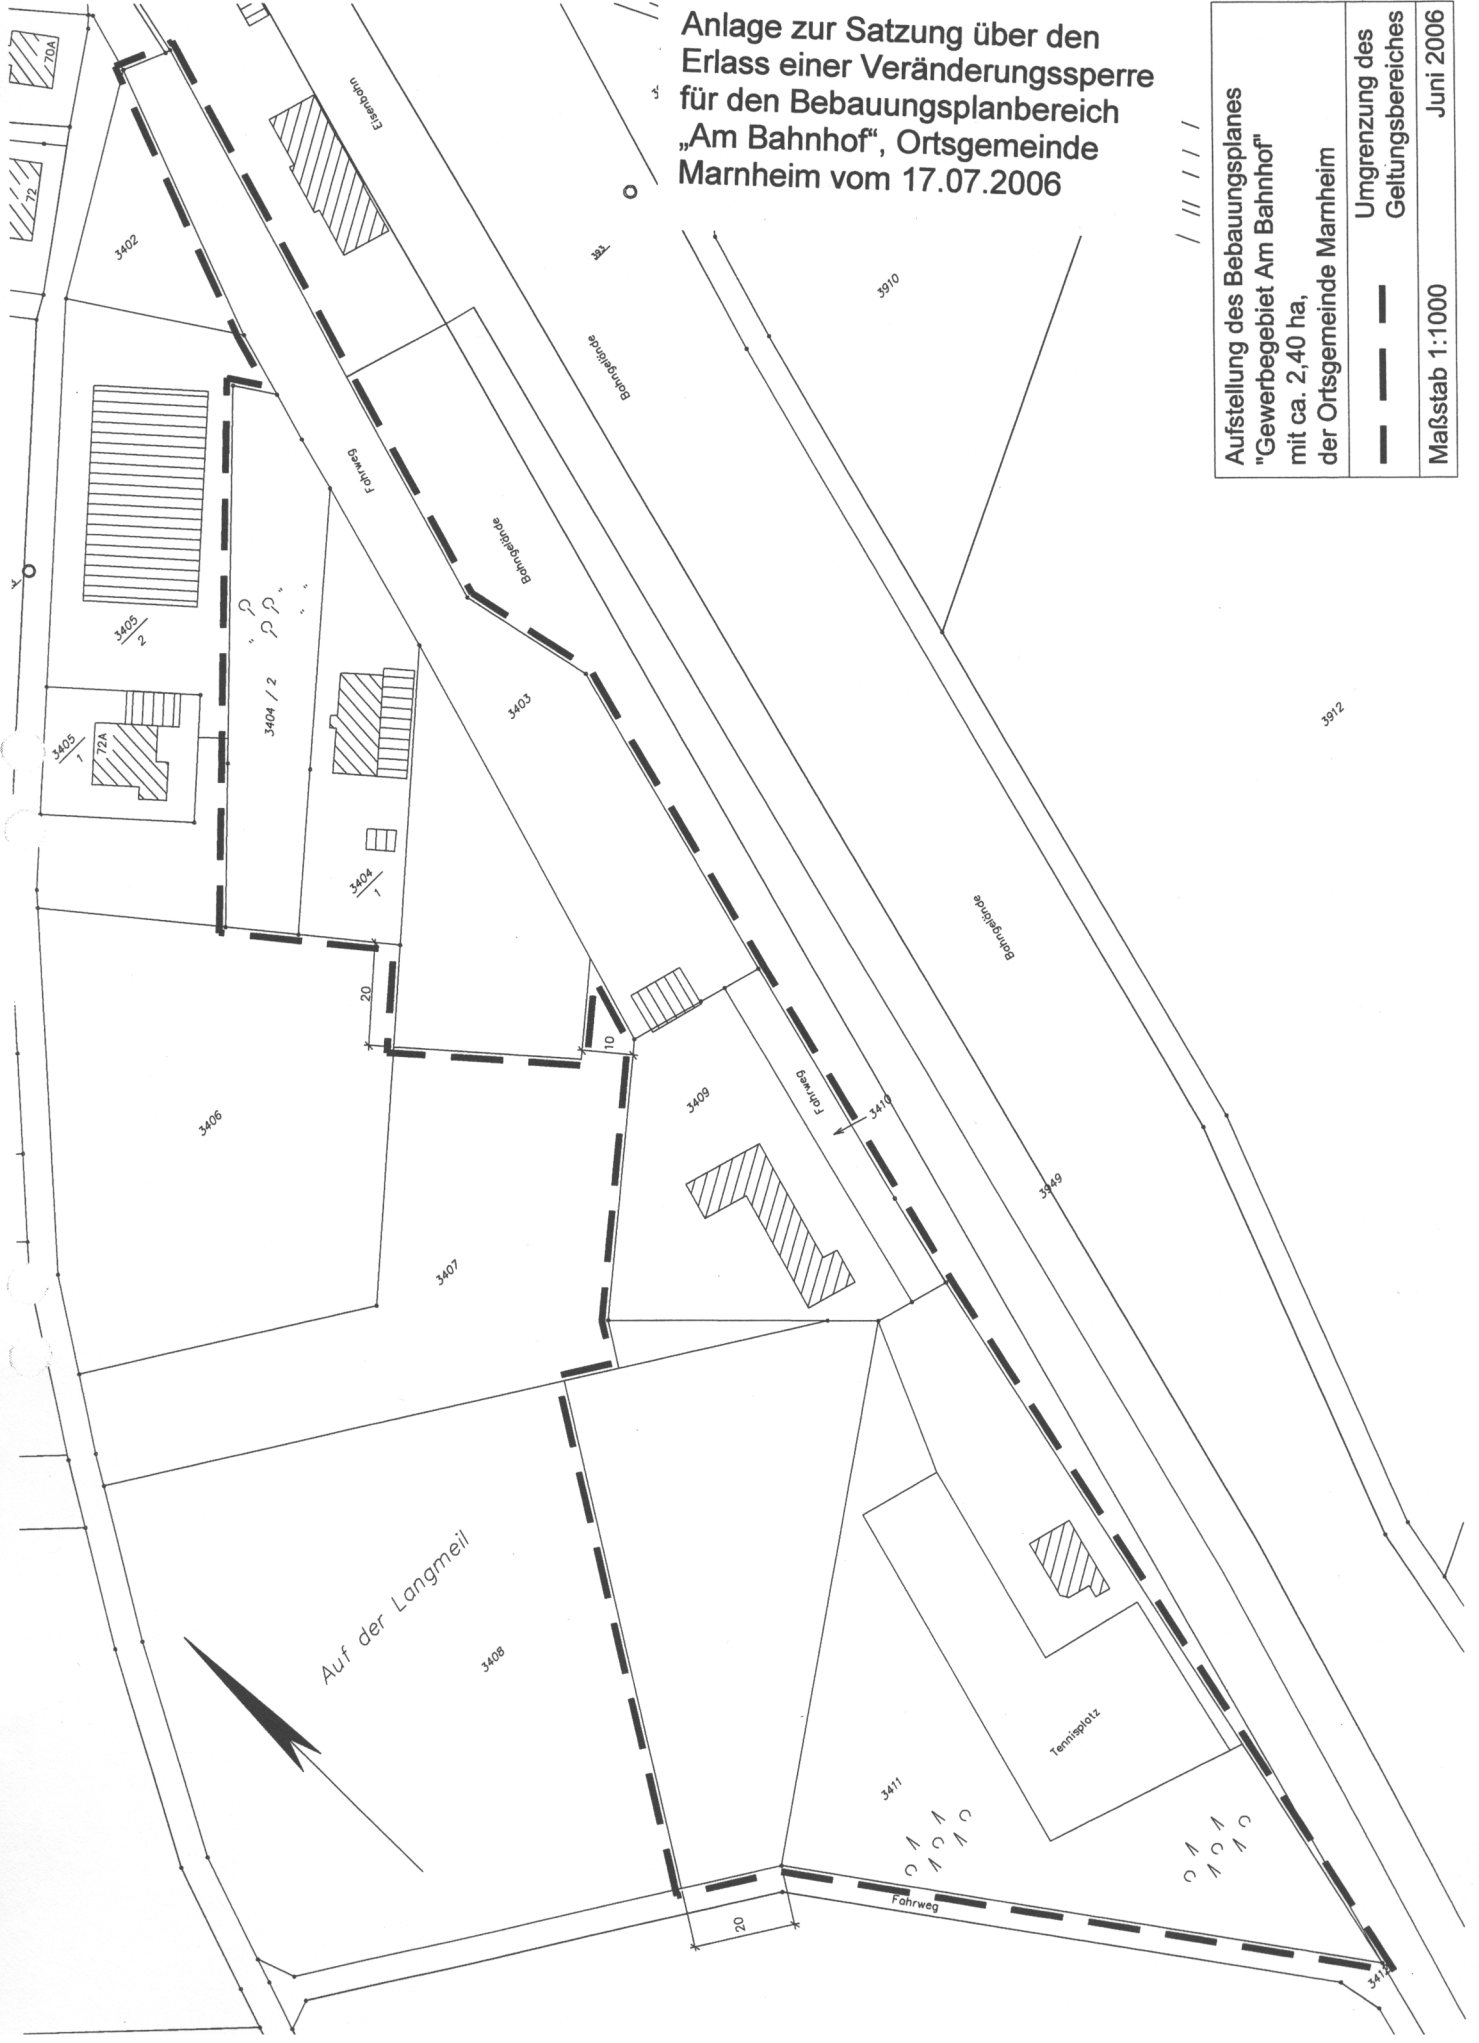 Anlage zur Satzung über den
Erlass einer Veränderungssperre
für den Bebauungsplanbereich
„Am Bahnhof“, Ortsgemeinde
Marnheim vom 17.07.2006
Aufstellung des Bebauungsplanes
"Gewerbegebiet Am Bahnhof"
mit ca. 2,40 ha,
der Ortsgemeinde Marnheim
Umgrenzung des
Geltungsbereiches
Maßstab 1:1000
Juni 2006
70A
72
3402
Eisenbahn
393
3910
Bahngelände
Fahrweg
Bahngelände
3405
2
3404 / 2
3405
1
72A
3403
3912
3404
1
Bahngelände
20
10
3406
3409
Fahrweg
3410
3949
3407
Auf der Langmeil
3408
Tennisplatz
3411
Fahrweg
20
3412